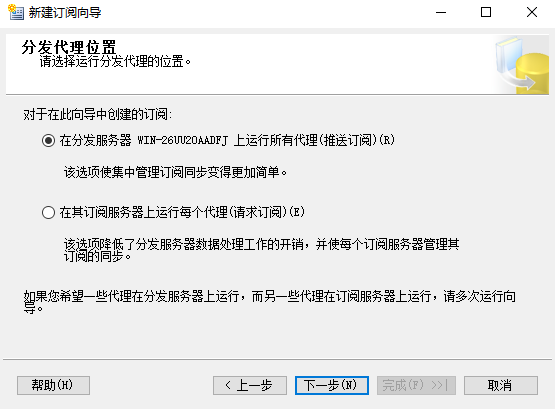 新建订阅向导
分发代理位置
请选择运行分发代理的位置。
对于在此向导中创建的订阅:
在分发服务器 WIN-26UU20AADFJ 上运行所有代理(推送订阅)(R)
该选项使集中管理订阅同步变得更加简单。
在其订阅服务器上运行每个代理(请求订阅)(E)
该选项降低了分发服务器数据处理工作的开销，并使每个订阅服务器管理其
订阅的同步。
如果您希望一些代理在分发服务器上运行，而另一些代理在订阅服务器上运行，请多次运行向
导。
帮助(H)
< 上一步
下一步(N)
完成(F) >>|
取消